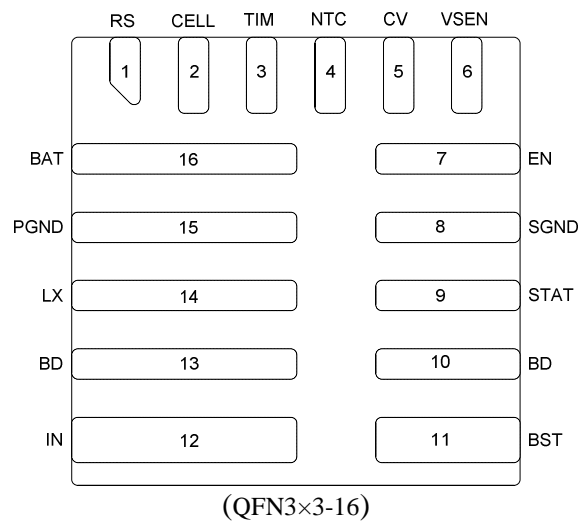 RS CELL TIM NTC CV VSEN
1 2 3 4 5 6
BAT 16 7 EN
PGND 15 8 SGND
LX 14 9 STAT
BD 13 10 BD
IN 12 11 BST
(QFN3×3-16)